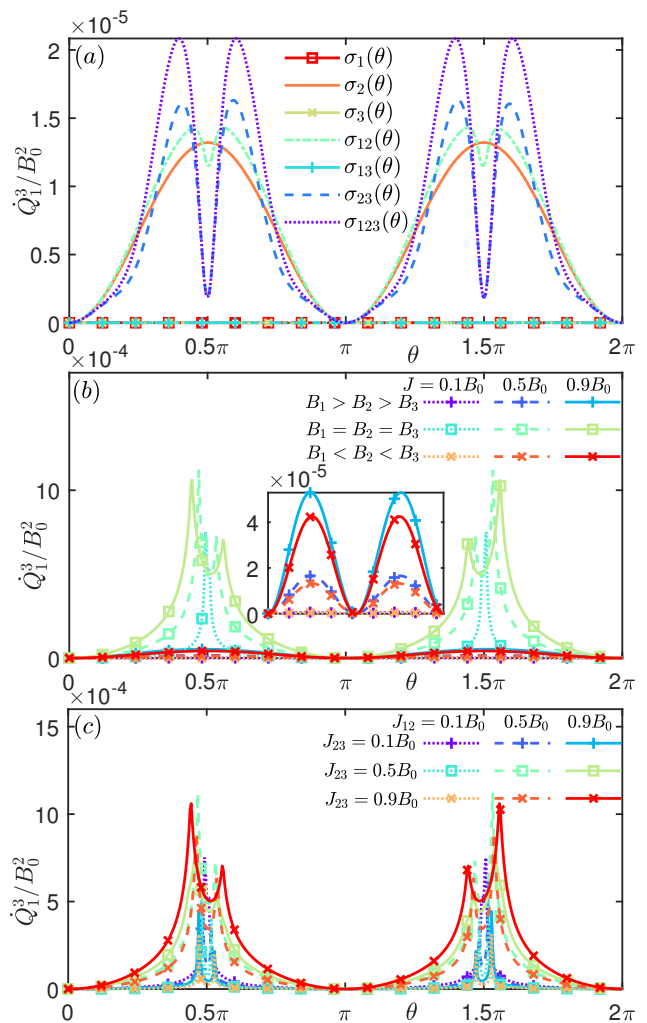 ×10⁻⁵
(a)
σ₁(θ)
σ₂(θ)
σ₃(θ)
σ₁₂(θ)
σ₁₃(θ)
σ₂₃(θ)
σ₁₂₃(θ)
2
1.5
1
0.5
0
Q̇₁³/B₀²
0 0.5π π θ 1.5π 2π
×10⁻⁴
(b)
J = 0.1B₀ 0.5B₀ 0.9B₀
B₁ > B₂ > B₃
B₁ = B₂ = B₃
B₁ < B₂ < B₃
×10⁻⁵
4
2
0
10
0
Q̇₁³/B₀²
0 0.5π π θ 1.5π 2π
×10⁻⁴
(c)
J₁₂ = 0.1B₀ 0.5B₀ 0.9B₀
J₂₃ = 0.1B₀
J₂₃ = 0.5B₀
J₂₃ = 0.9B₀
15
10
5
0
Q̇₁³/B₀²
0 0.5π π θ 1.5π 2π